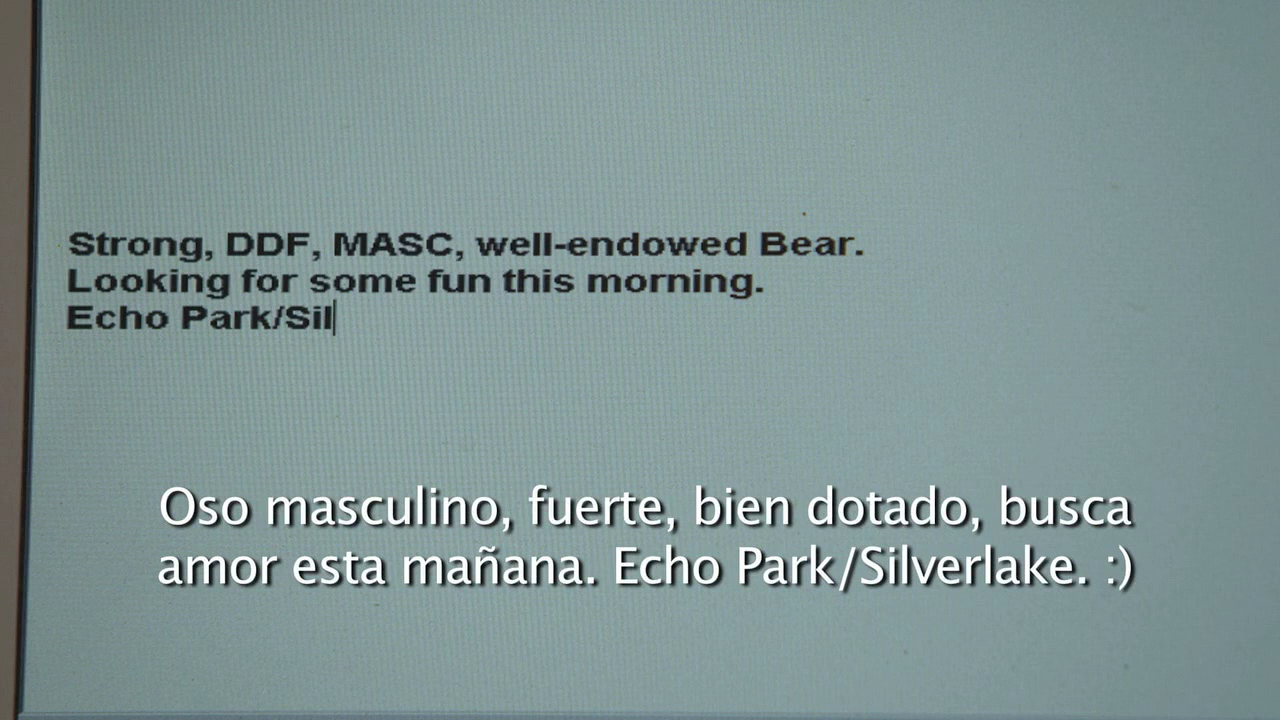 Strong, DDF, MASC, well-endowed Bear.
Looking for some fun this morning.
Echo Park/Sil
Oso masculino, fuerte, bien dotado, busca
amor esta mañana. Echo Park/Silverlake. :)